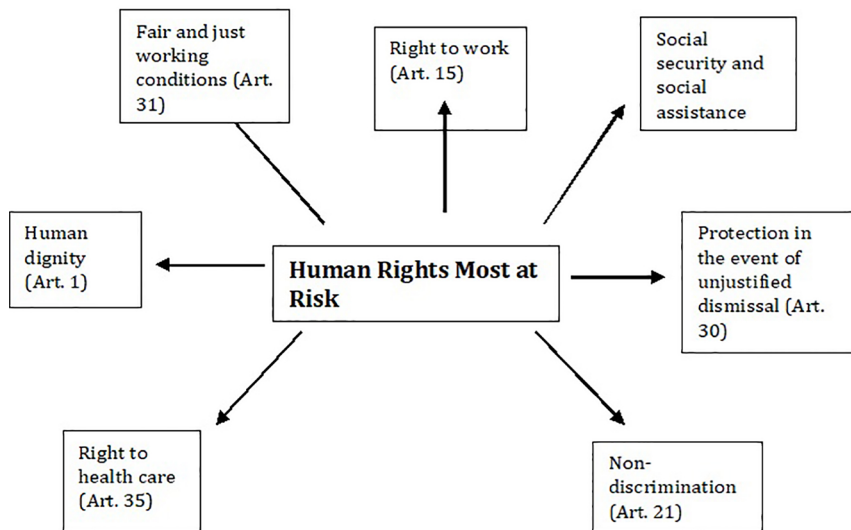 Fair and just
working
conditions (Art.
31)
Right to work
(Art. 15)
Social
security and
social
assistance
Human
dignity
(Art. 1)
Human Rights Most at
Risk
Protection in
the event of
unjustified
dismissal (Art.
30)
Right to
health care
(Art. 35)
Non-
discrimination
(Art. 21)